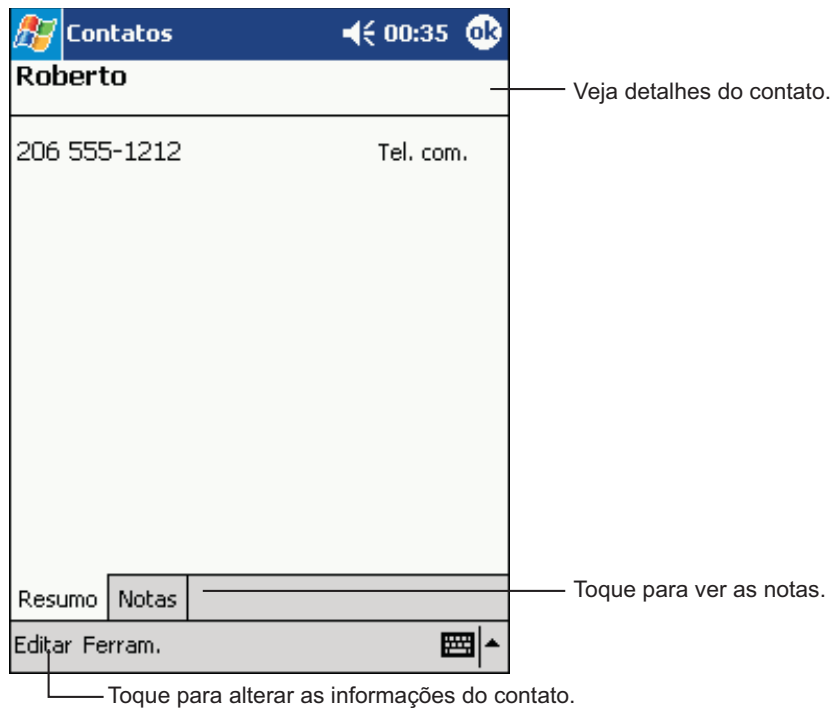 Contatos 00:35 ok
Roberto
Veja detalhes do contato.
206 555-1212 Tel. com.
Resumo Notas
Toque para ver as notas.
Editar Ferram.
Toque para alterar as informações do contato.